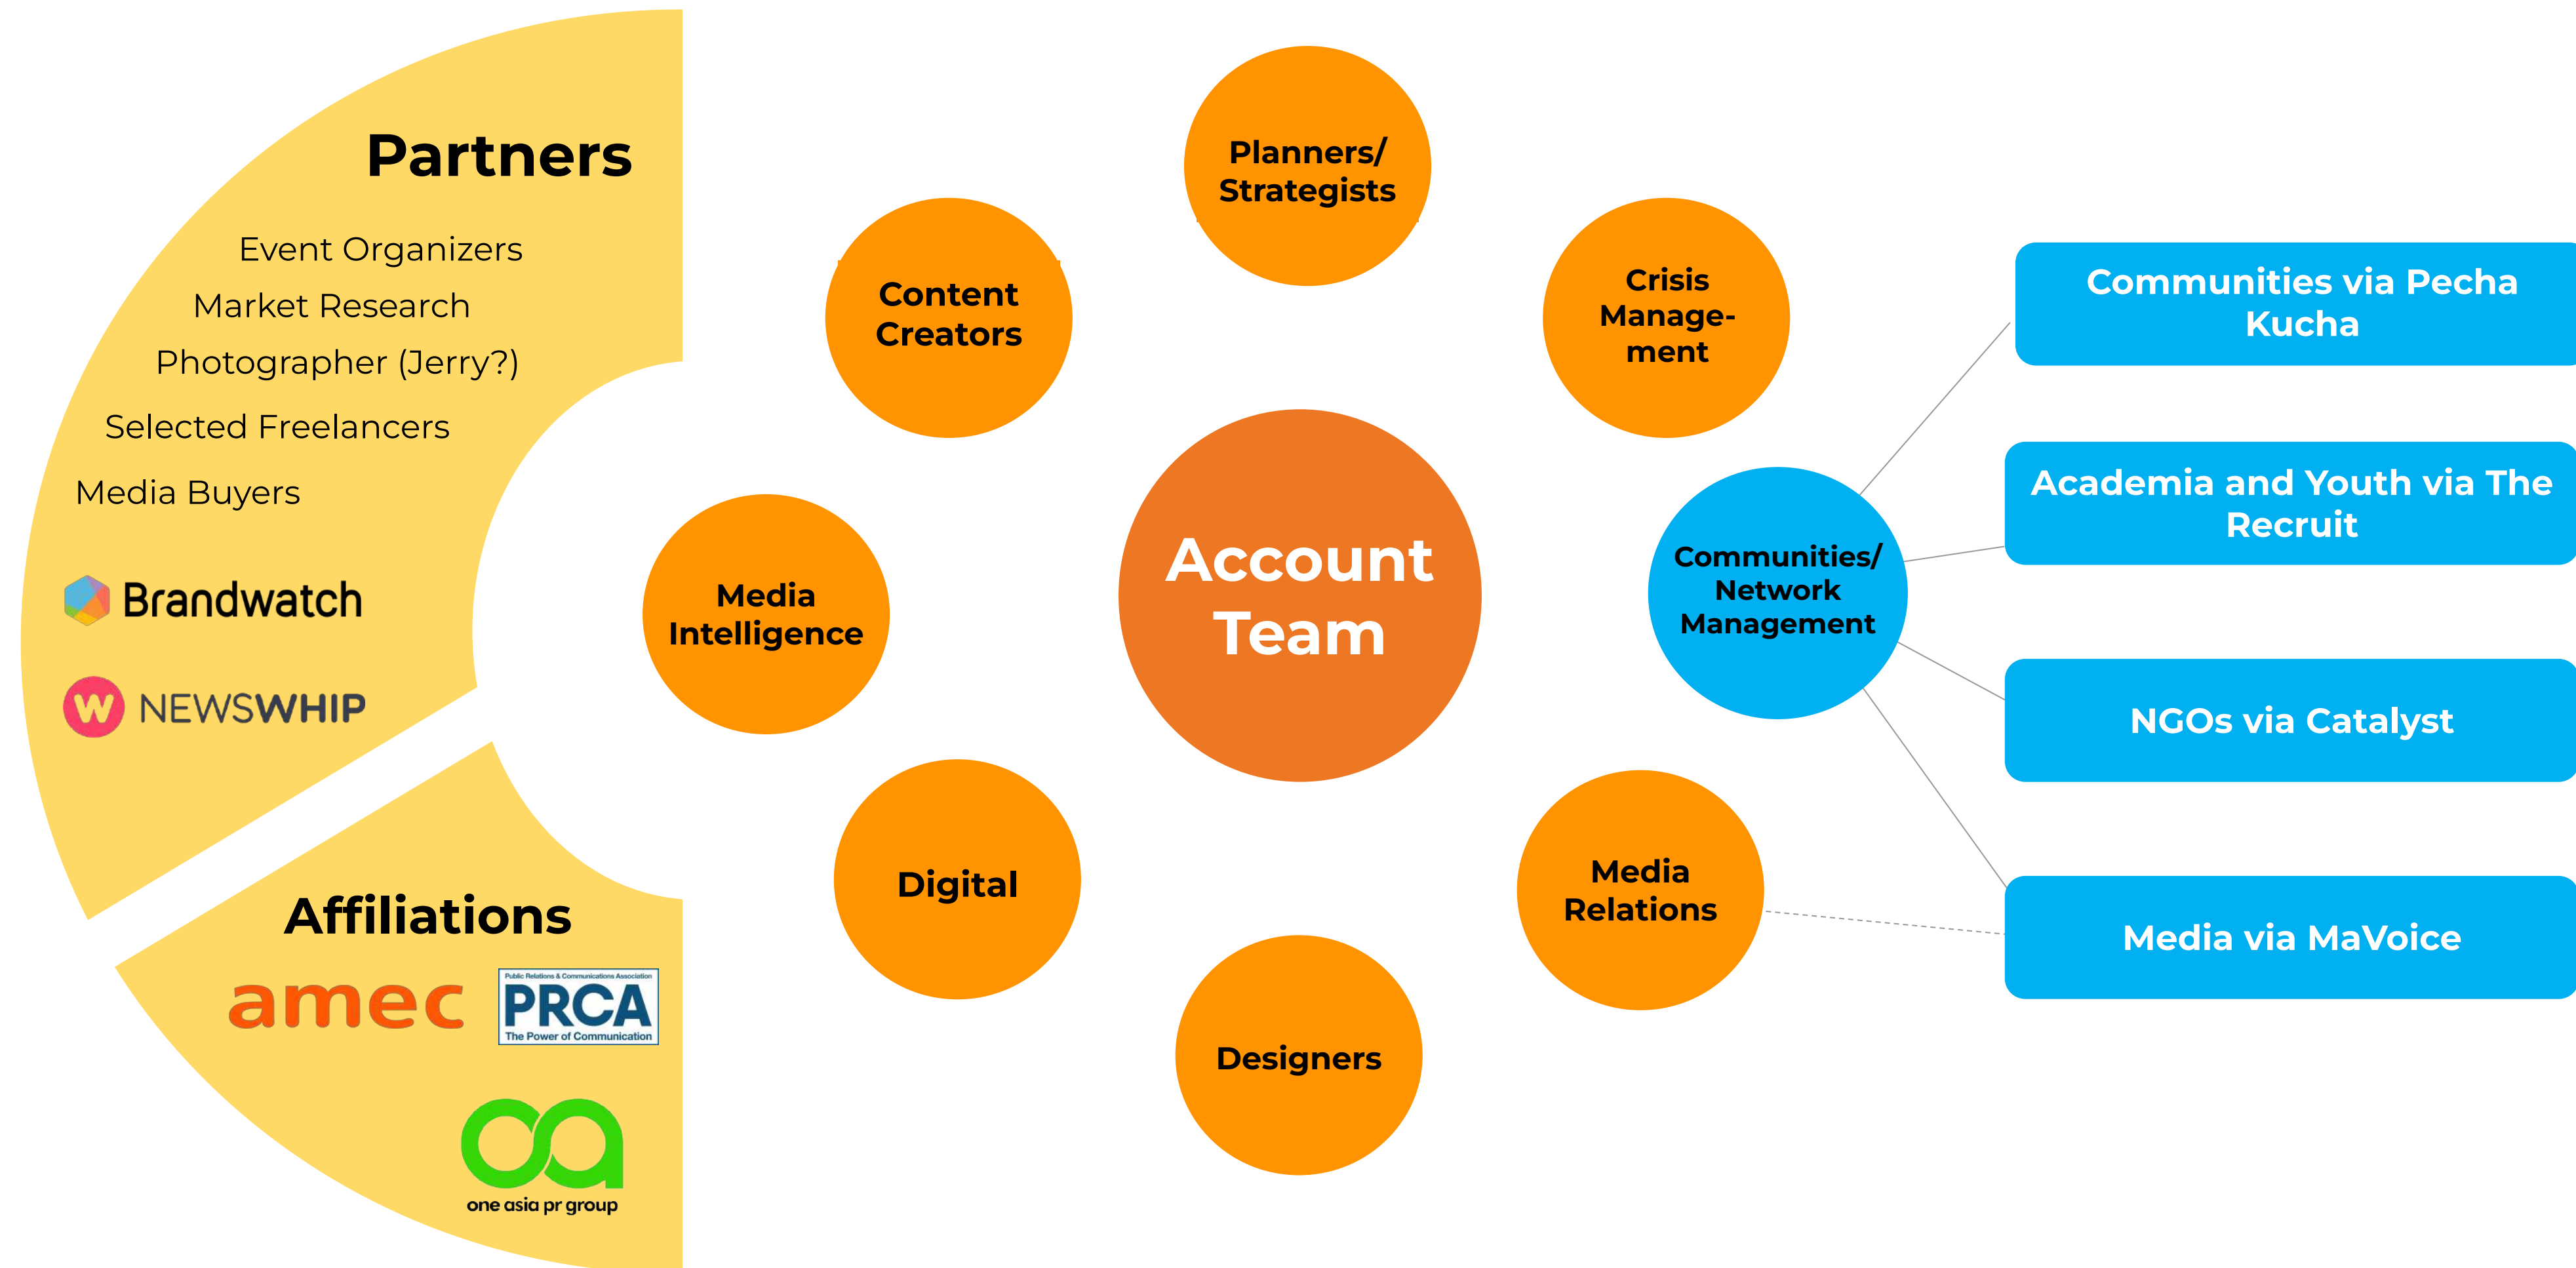 Partners
Event Organizers
Market Research
Photographer (Jerry?)
Selected Freelancers
Media Buyers
Brandwatch
NEWSWHIP
Affiliations
amec
Public Relations & Communications Association
PRCA
The Power of Communication
one asia pr group
Planners/
Strategists
Content
Creators
Crisis
Manage-
ment
Media
Intelligence
Account
Team
Communities/
Network
Management
Digital
Media
Relations
Designers
Communities via Pecha
Kucha
Academia and Youth via The
Recruit
NGOs via Catalyst
Media via MaVoice